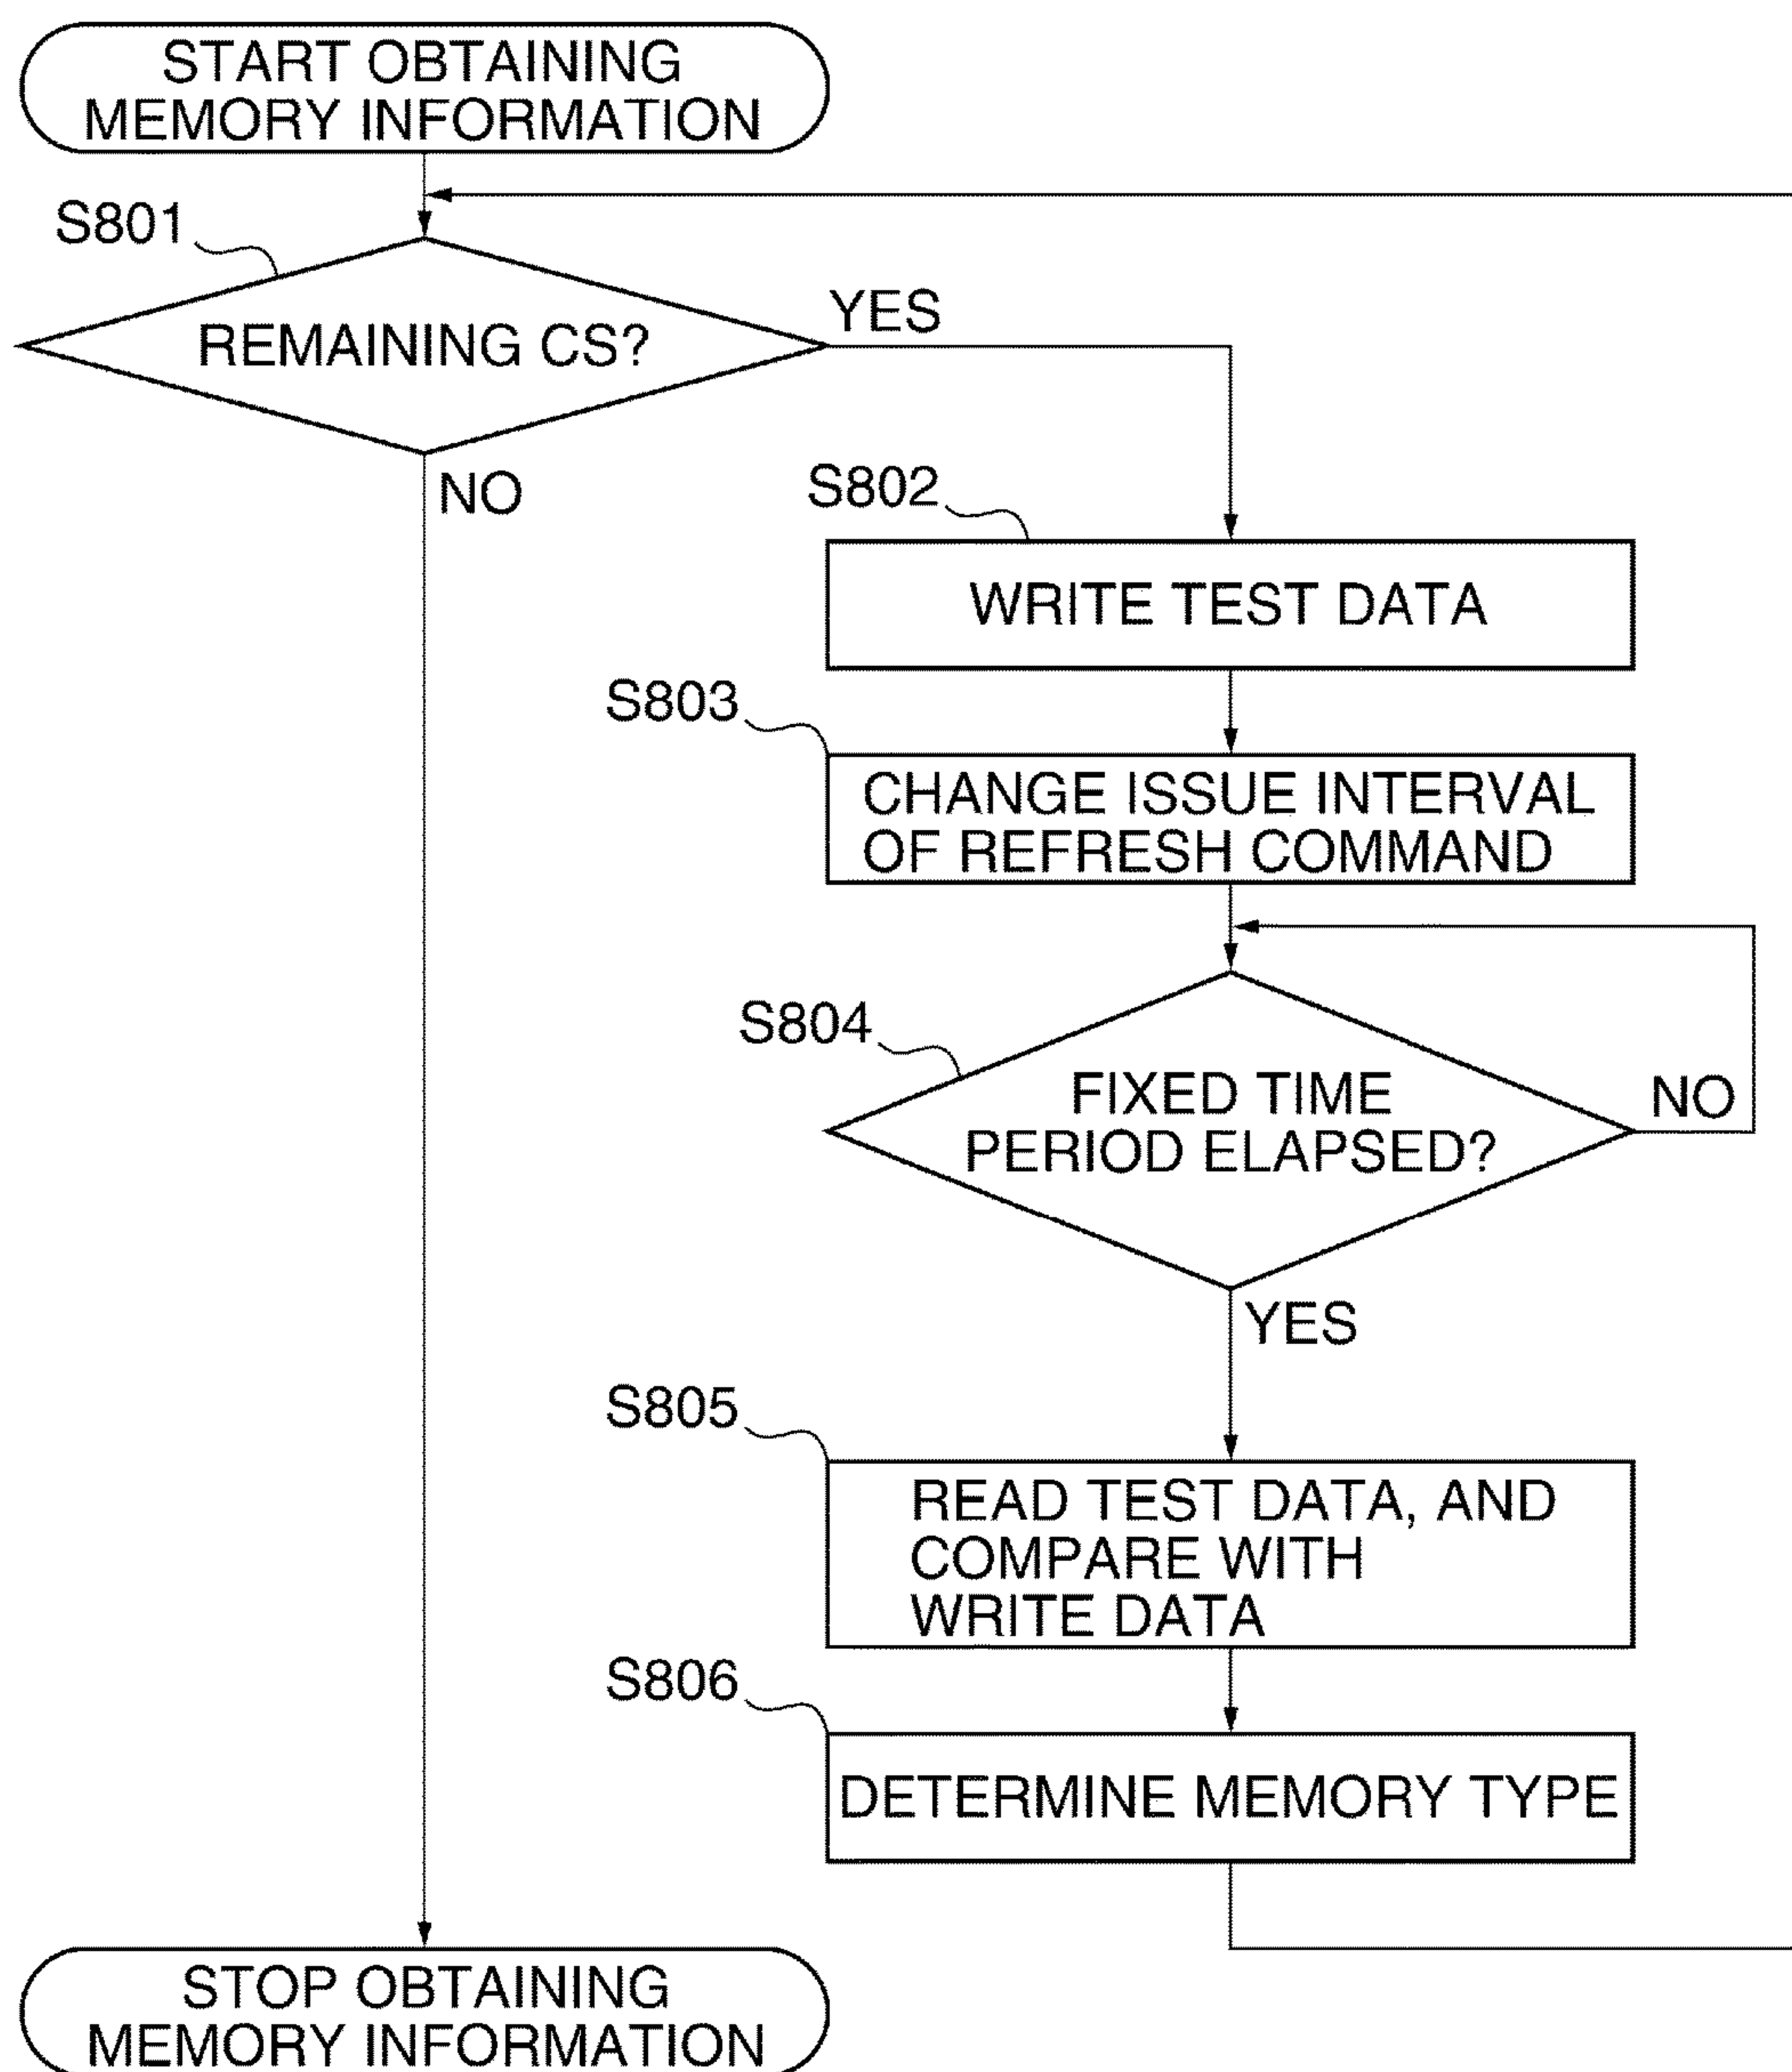 START OBTAINING
MEMORY INFORMATION
S801
REMAINING CS?
YES
NO
S802
WRITE TEST DATA
S803
CHANGE ISSUE INTERVAL
OF REFRESH COMMAND
S804
FIXED TIME
PERIOD ELAPSED?
NO
YES
S805
READ TEST DATA, AND
COMPARE WITH
WRITE DATA
S806
DETERMINE MEMORY TYPE
STOP OBTAINING
MEMORY INFORMATION